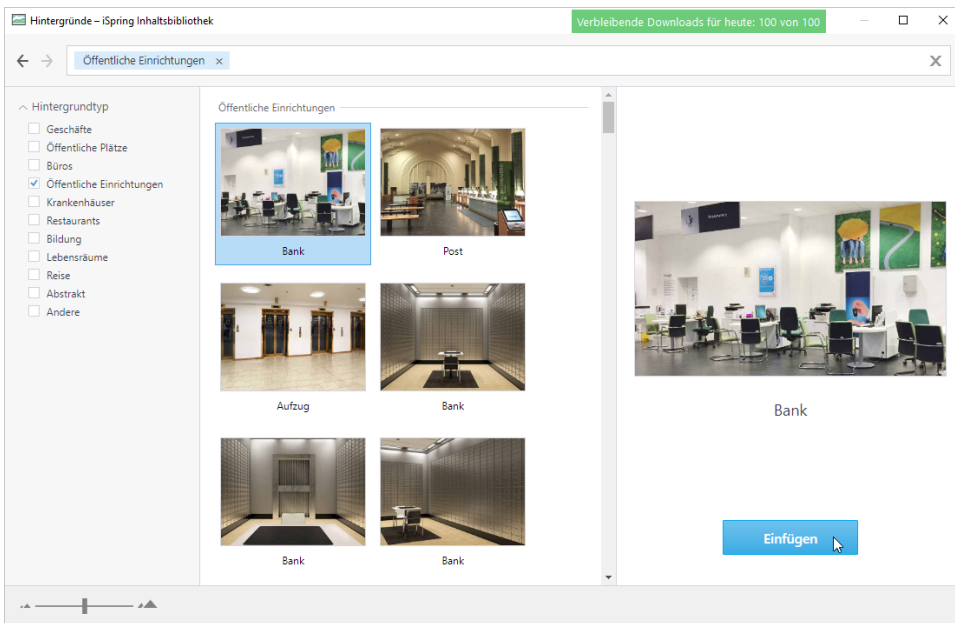 Hintergründe – iSpring Inhaltsbibliothek
Verbleibende Downloads für heute: 100 von 100
Öffentliche Einrichtungen
Hintergrundtyp
Geschäfte
Öffentliche Plätze
Büros
Öffentliche Einrichtungen
Krankenhäuser
Restaurants
Bildung
Lebensräume
Reise
Abstrakt
Andere
Öffentliche Einrichtungen
Bank
Post
Aufzug
Bank
Bank
Bank
Bank
Einfügen